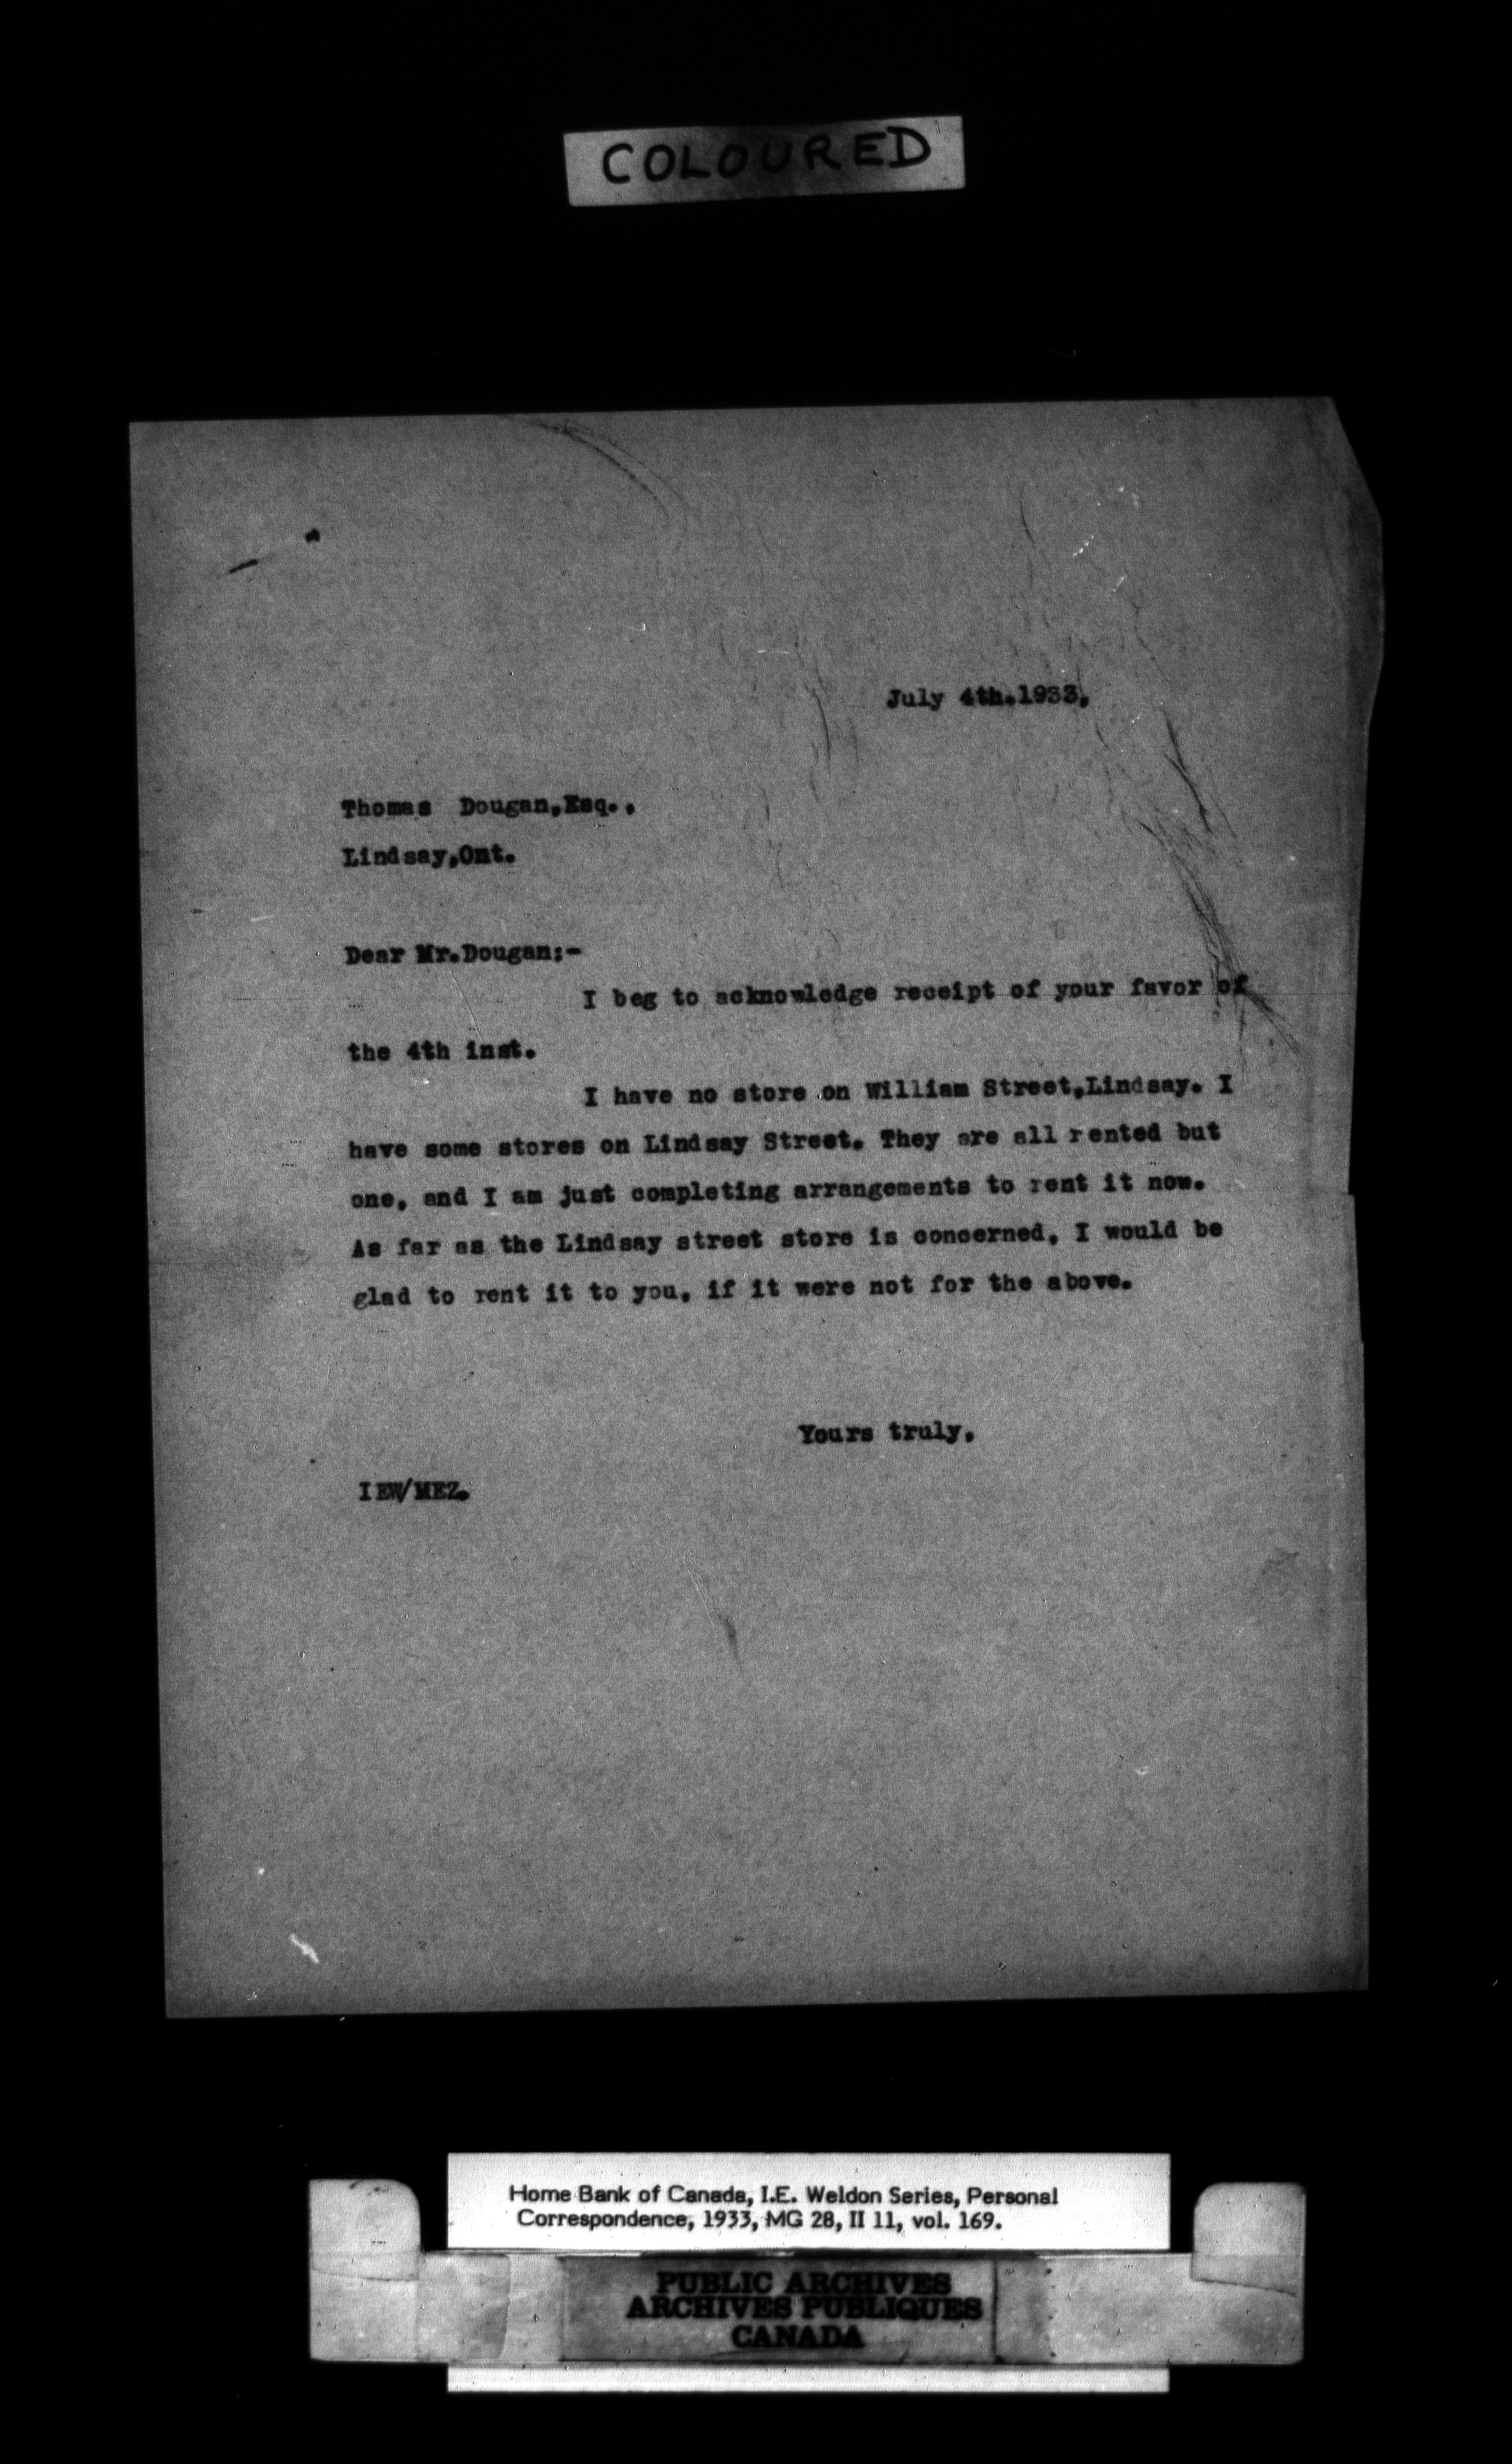 COLOURED
July 4th.1933.
Thomas Dougan,Esq.,
Lindsay,Ont.
Dear Mr.Dougan:-
I beg to acknowledge receipt of your favor of
the 4th inst.
I have no store on William Street,Lindsay. I
have some stores on Lindsay Street. They are all rented but
one, and I am just completing arrangements to rent it now.
As far as the Lindsay street store is concerned, I would be
glad to rent it to you, if it were not for the above.
Yours truly,
IEW/MEZ.
Home Bank of Canada, I.E. Weldon Series, Personal
Correspondence, 1933, MG 28, II 11, vol. 169.
PUBLIC ARCHIVES
ARCHIVES PUBLIQUES
CANADA